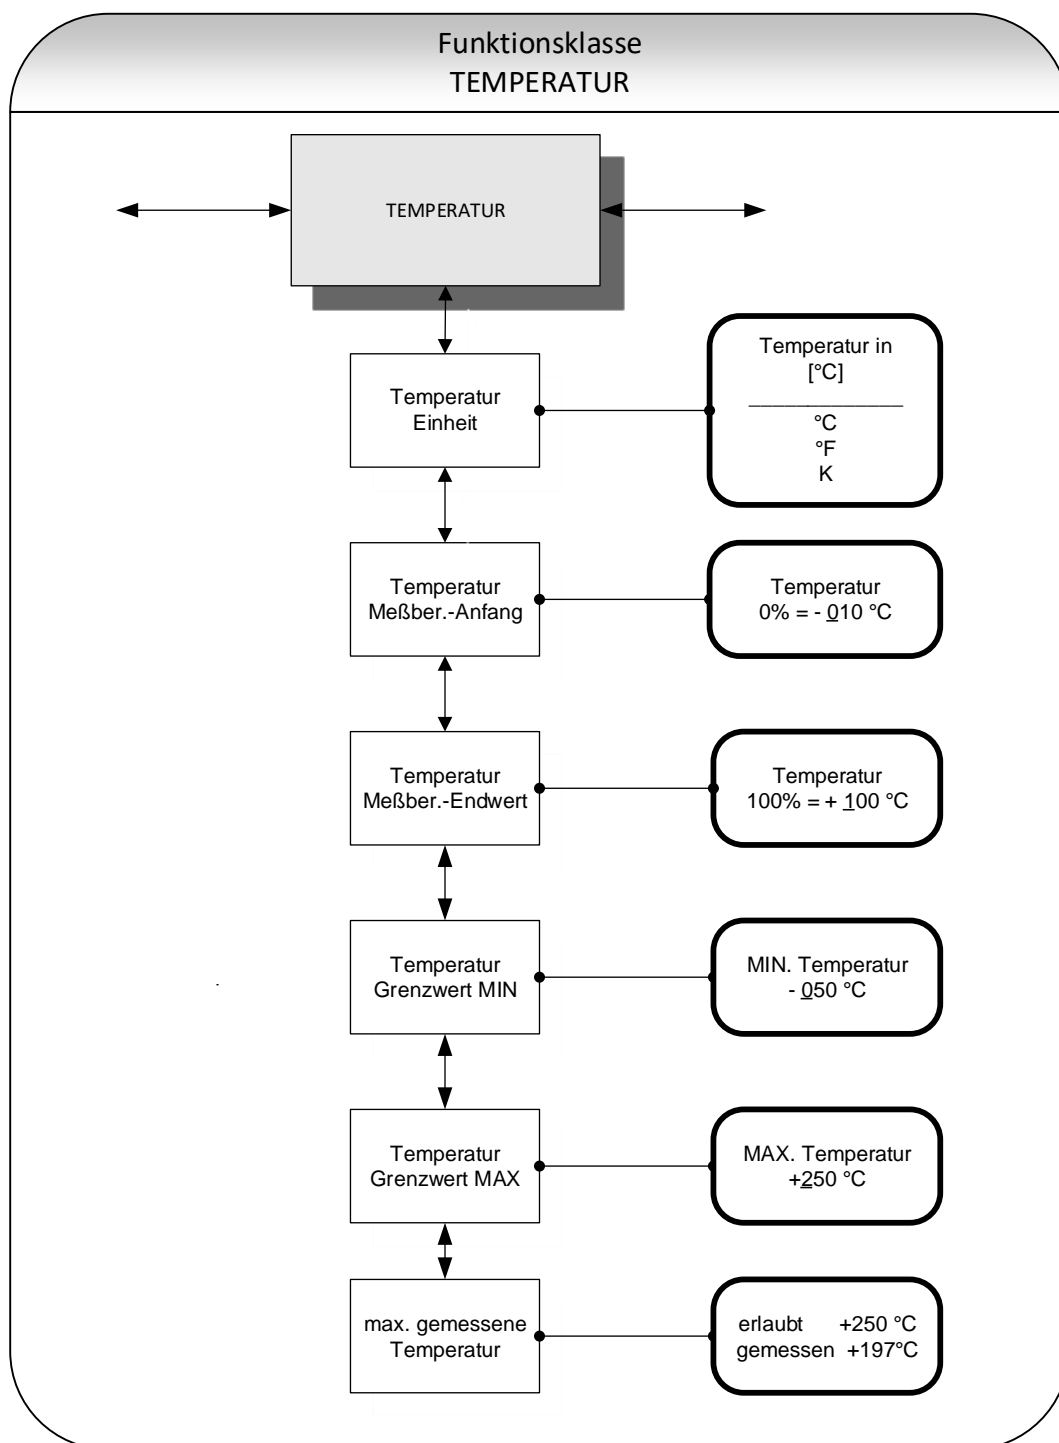 Funktionsklasse
TEMPERATUR
TEMPERATUR
Temperatur
Einheit
Temperatur in
[°C]
°C
°F
K
Temperatur
Meßber.-Anfang
Temperatur
0% = - 010 °C
Temperatur
Meßber.-Endwert
Temperatur
100% = + 100 °C
Temperatur
Grenzwert MIN
MIN. Temperatur
- 050 °C
Temperatur
Grenzwert MAX
MAX. Temperatur
+250 °C
max. gemessene
Temperatur
erlaubt +250 °C
gemessen +197°C